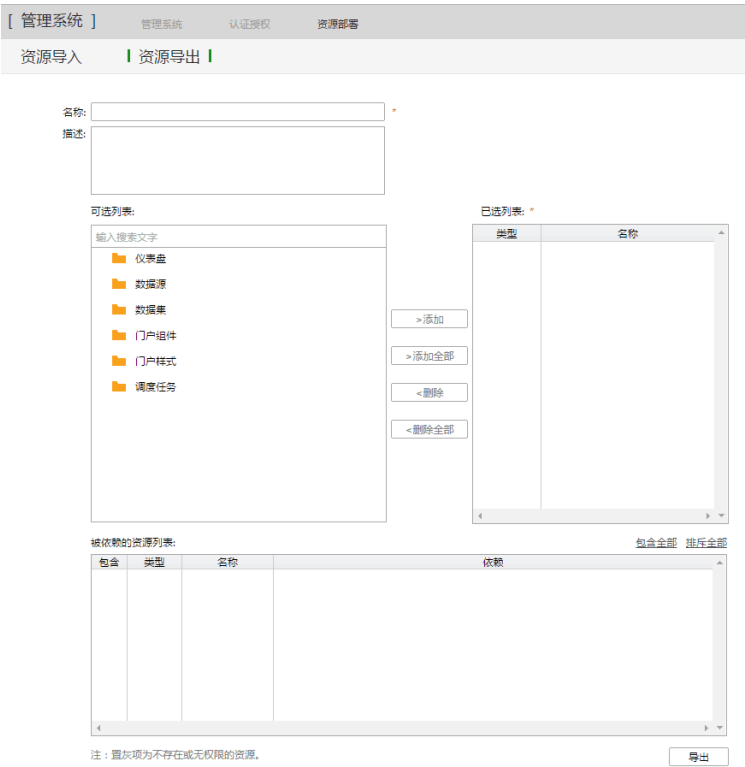 [ 管理系统 ] 管理系统 认证授权 资源部署
资源导入 资源导出
名称: *
描述:
可选列表: 已选列表: *
输入搜索文字 类型 名称
仪表盘
数据源
数据集
门户组件
门户样式
调度任务
>添加
>添加全部
<删除
<删除全部
被依赖的资源列表: 包含全部 排斥全部
包含 类型 名称 依赖
注：置灰项为不存在或无权限的资源。 导出